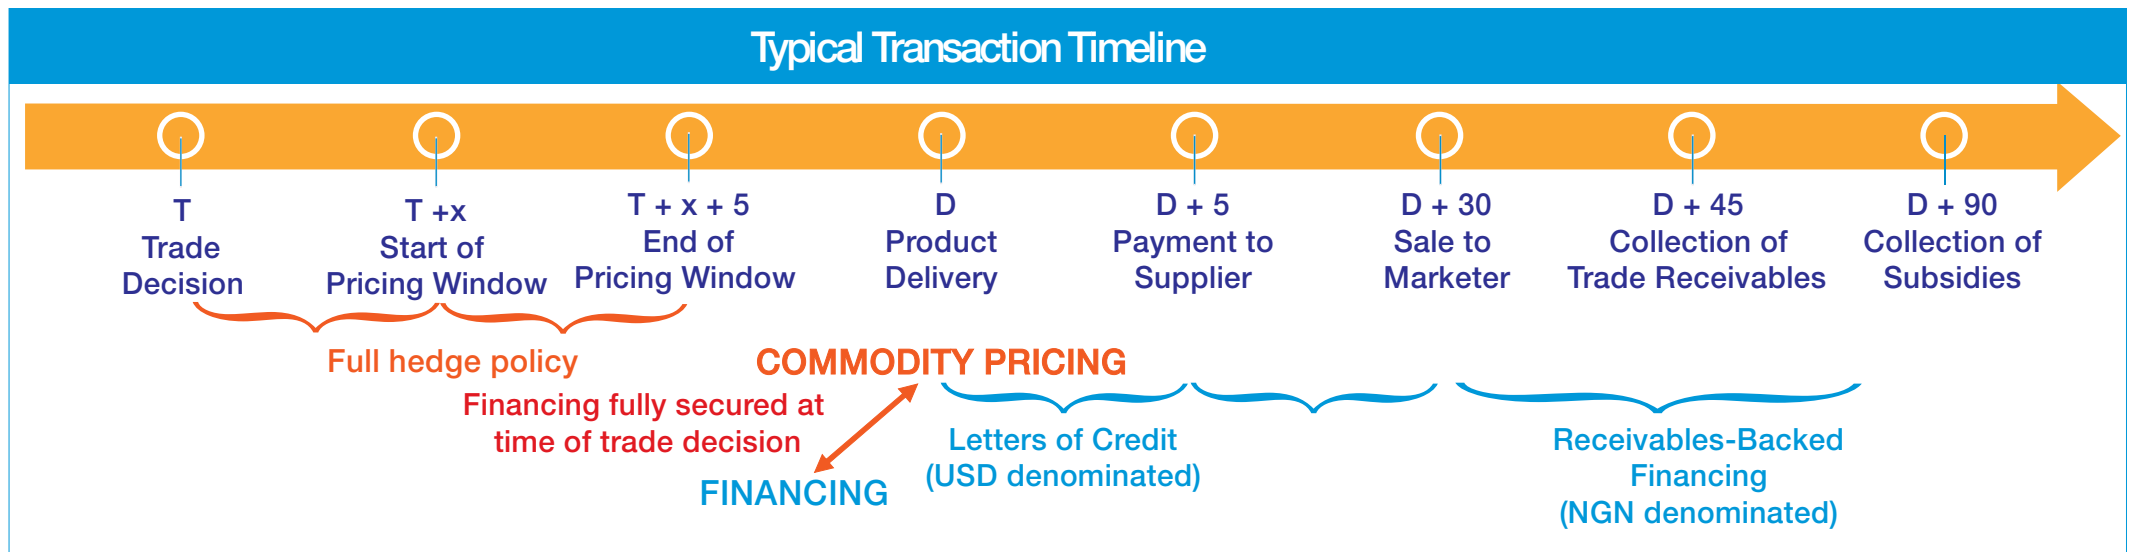 Typical Transaction Timeline
T
Trade
Decision
T +x
Start of
Pricing Window
T + x + 5
End of
Pricing Window
D
Product
Delivery
D + 5
Payment to
Supplier
D + 30
Sale to
Marketer
D + 45
Collection of
Trade Receivables
D + 90
Collection of
Subsidies
Full hedge policy
COMMODITY PRICING
Financing fully secured at
time of trade decision
FINANCING
Letters of Credit
(USD denominated)
Receivables-Backed
Financing
(NGN denominated)